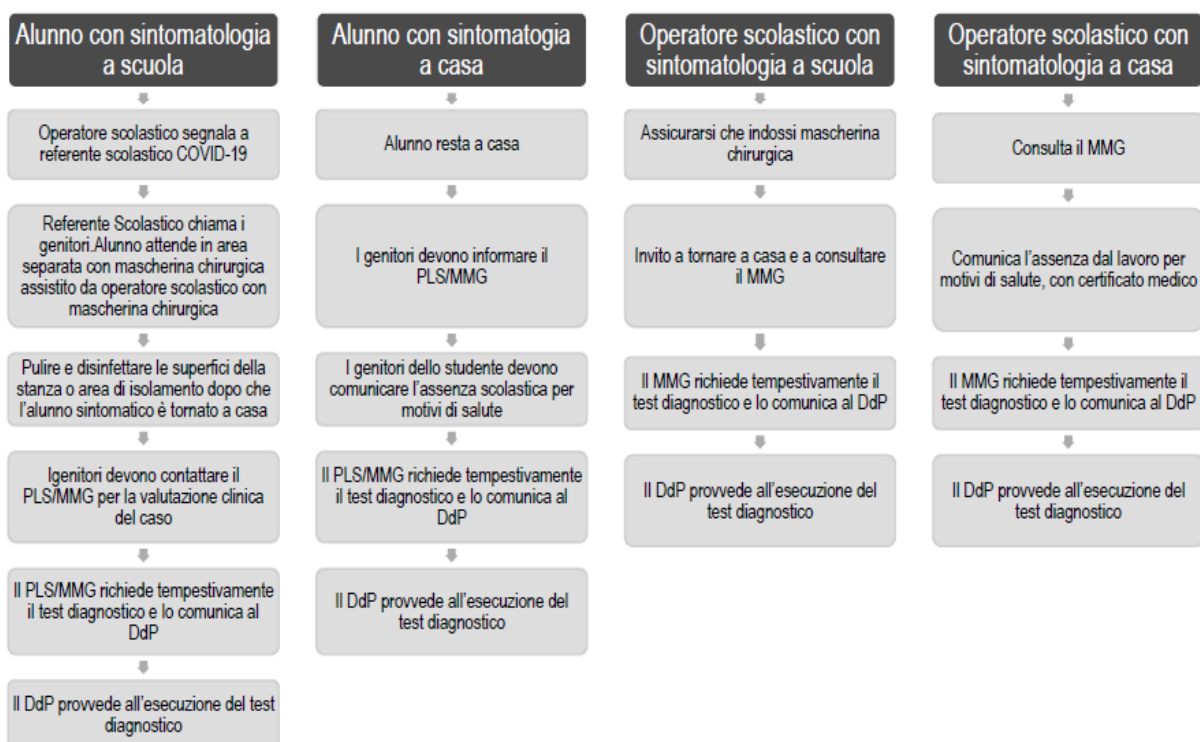 Alunno con sintomatologia
a scuola
Operatore scolastico segnala a
referente scolastico COVID-19
Referente Scolastico chiama i
genitori.Alunno attende in area
separata con mascherina chirurgica
assistito da operatore scolastico con
mascherina chirurgica
Pulire e disinfettare le superfici della
stanza o area di isolamento dopo che
l'alunno sintomatico è tornato a casa
Igenitori devono contattare il
PLS/MMG per la valutazione clinica
del caso
Il PLS/MMG richiede tempestivamente
il test diagnostico e lo comunica al
DdP
Il DdP provvede all'esecuzione del test
diagnostico
Alunno con sintomatogia
a casa
Alunno resta a casa
I genitori devono informare il
PLS/MMG
I genitori dello studente devono
comunicare l'assenza scolastica per
motivi di salute
Il PLS/MMG richiede tempestivamente
il test diagnostico e lo comunica al
DdP
Il DdP provvede all'esecuzione del
test diagnostico
Operatore scolastico con
sintomatologia a scuola
Assicurarsi che indossi mascherina
chirurgica
Invito a tornare a casa e a consultare
il MMG
Il MMG richiede tempestivamente il
test diagnostico e lo comunica al DdP
Il DdP provvede all'esecuzione del
test diagnostico
Operatore scolastico con
sintomatologia a casa
Consulta il MMG
Comunica l'assenza dal lavoro per
motivi di salute, con certificato medico
Il MMG richiede tempestivamente il
test diagnostico e lo comunica al DdP
Il DdP provvede all'esecuzione del
test diagnostico